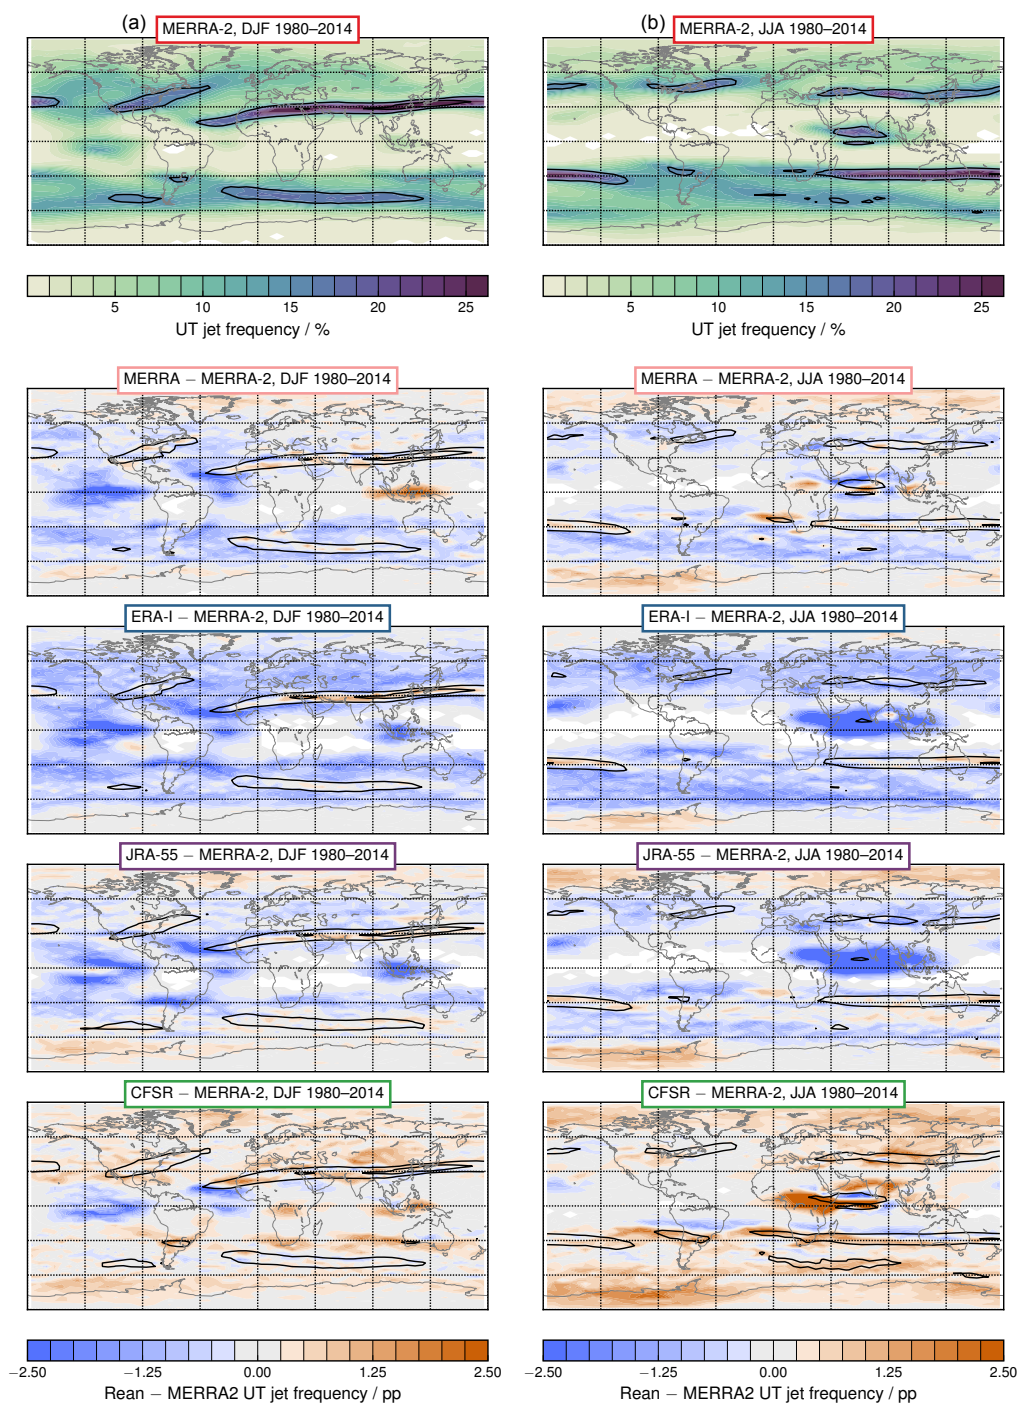 (a) MERRA-2, DJF 1980–2014
(b) MERRA-2, JJA 1980–2014
5 10 15 20 25
UT jet frequency / %
5 10 15 20 25
UT jet frequency / %
MERRA − MERRA-2, DJF 1980–2014
MERRA − MERRA-2, JJA 1980–2014
ERA-I − MERRA-2, DJF 1980–2014
ERA-I − MERRA-2, JJA 1980–2014
JRA-55 − MERRA-2, DJF 1980–2014
JRA-55 − MERRA-2, JJA 1980–2014
CFSR − MERRA-2, DJF 1980–2014
CFSR − MERRA-2, JJA 1980–2014
−2.50 −1.25 0.00 1.25 2.50
Rean − MERRA2 UT jet frequency / pp
−2.50 −1.25 0.00 1.25 2.50
Rean − MERRA2 UT jet frequency / pp